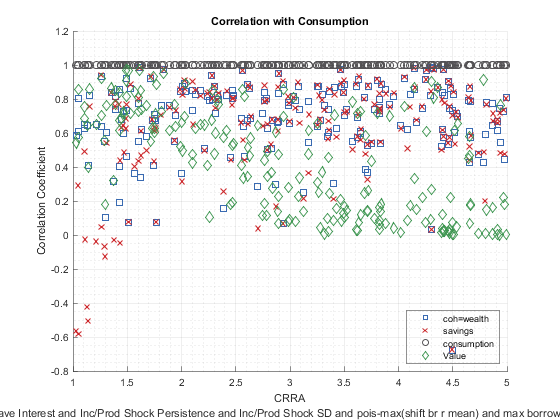 Correlation with Consumption
1.2
1
0.8
0.6
0.4
0.2
0
-0.2
-0.4
-0.6
-0.8
Correlation Coefficient
coh=wealth
savings
consumption
Value
1 1.5 2 2.5 3 3.5 4 4.5 5
CRRA
ave Interest and Inc/Prod Shock Persistence and Inc/Prod Shock SD and pois-max(shift br r mean) and max borrow